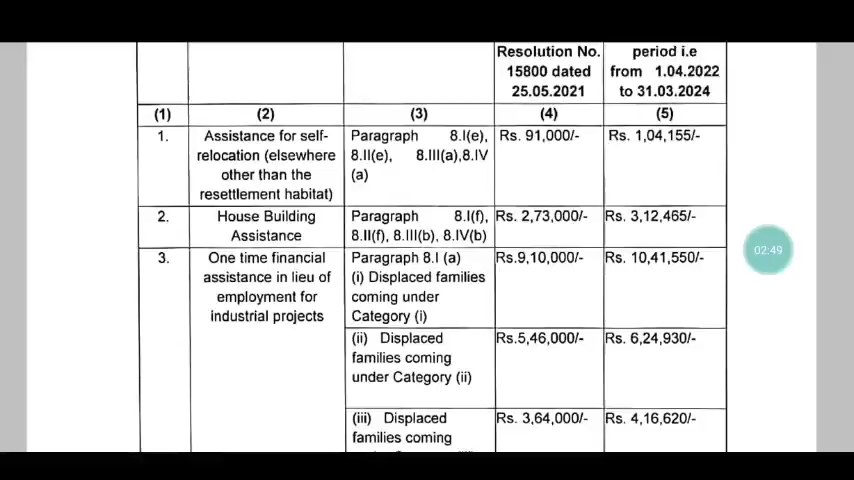 Resolution No. period i.e
15800 dated from 1.04.2022
25.05.2021 to 31.03.2024
(1) (2) (3) (4) (5)
1. Assistance for self- Paragraph 8.I(e), Rs. 91,000/- Rs. 1,04,155/-
relocation (elsewhere 8.II(e), 8.III(a),8.IV
other than the (a)
resettlement habitat)
2. House Building Paragraph 8.I(f), Rs. 2,73,000/- Rs. 3,12,465/-
Assistance 8.II(f), 8.III(b), 8.IV(b)
3. One time financial Paragraph 8.I (a) Rs.9,10,000/- Rs. 10,41,550/-
assistance in lieu of (i) Displaced families
employment for coming under
industrial projects Category (i)
(ii) Displaced Rs.5,46,000/- Rs. 6,24,930/-
families coming
under Category (ii)
(iii) Displaced Rs. 3,64,000/- Rs. 4,16,620/-
families coming
02:49